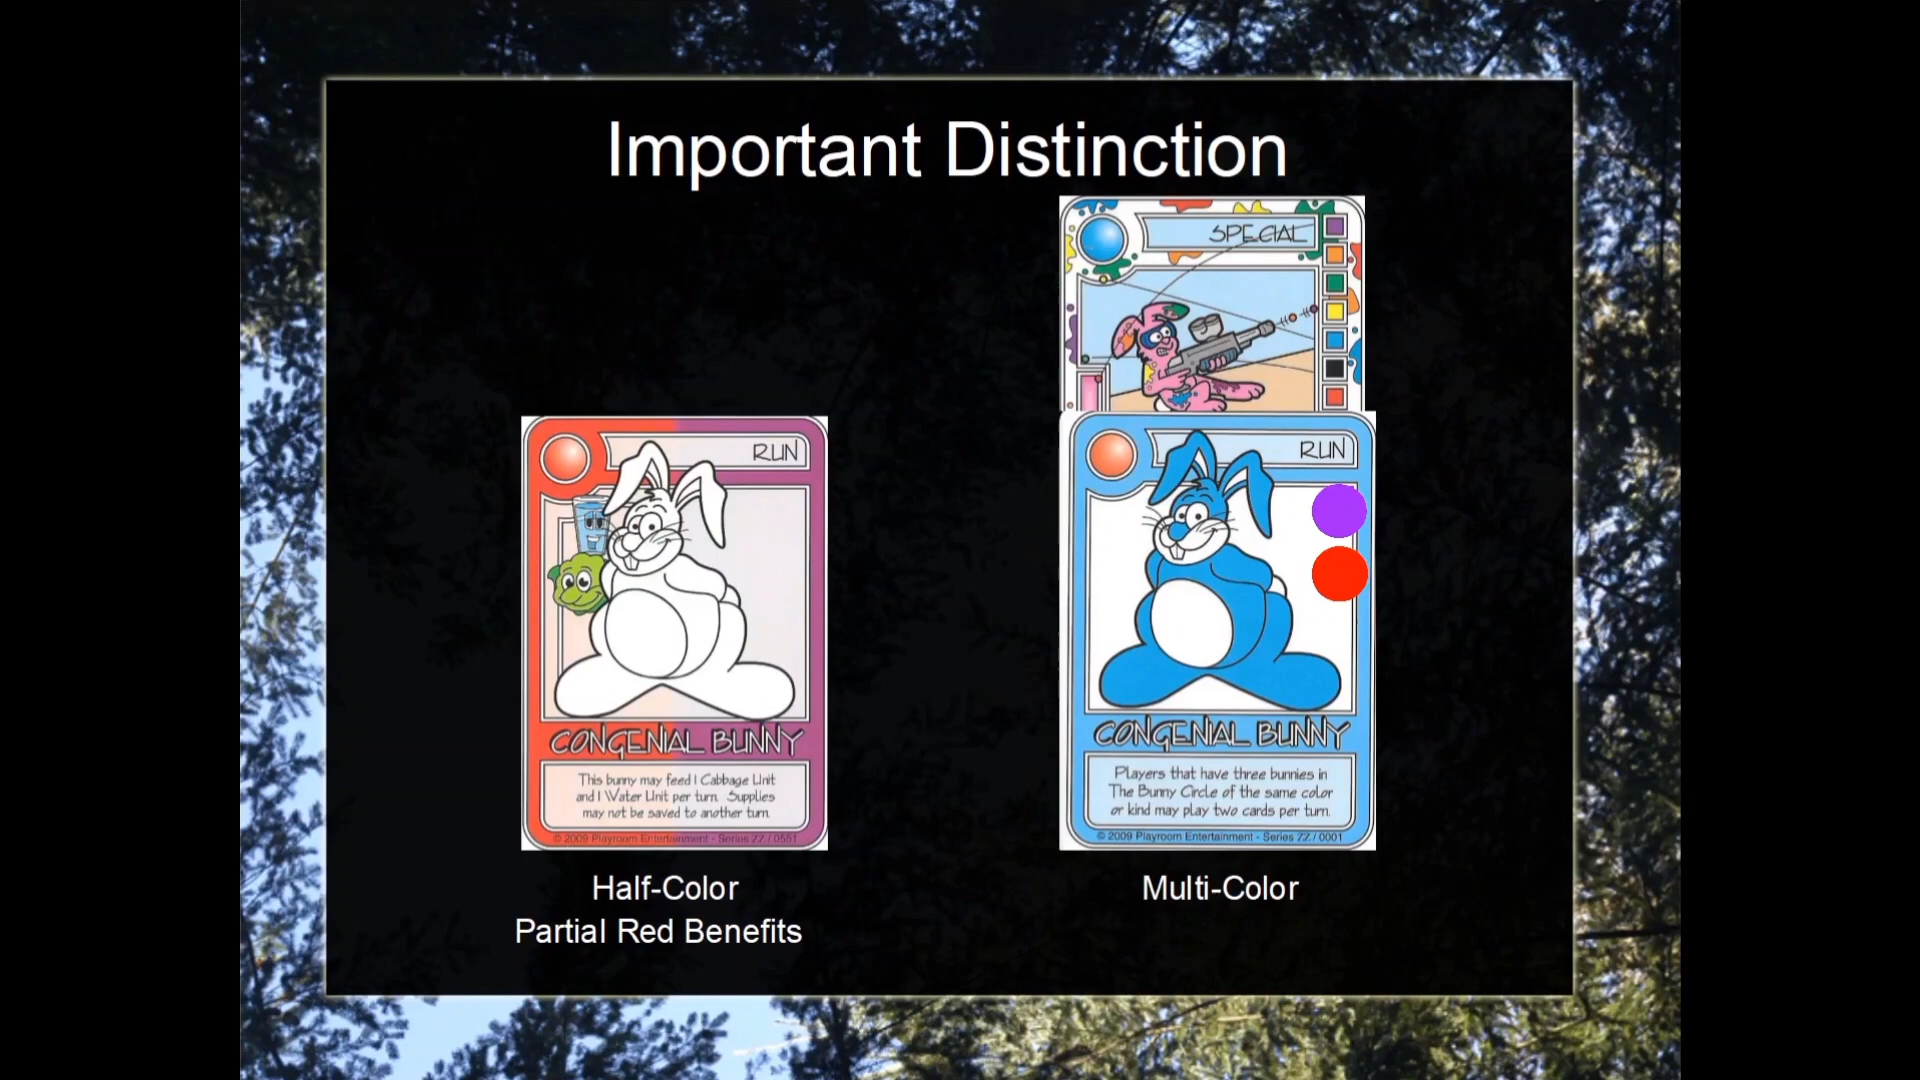 Important Distinction
SPECIAL
RUN
CONGENIAL BUNNY
This bunny may feed 1 Cabbage Unit
and 1 Water Unit per turn. Supplies
may not be saved to another turn.
© 2009 Playroom Entertainment - Series ZZ / 0551
RUN
CONGENIAL BUNNY
Players that have three bunnies in
The Bunny Circle of the same color
or kind may play two cards per turn.
© 2009 Playroom Entertainment - Series ZZ / 0001
Half-Color
Partial Red Benefits
Multi-Color